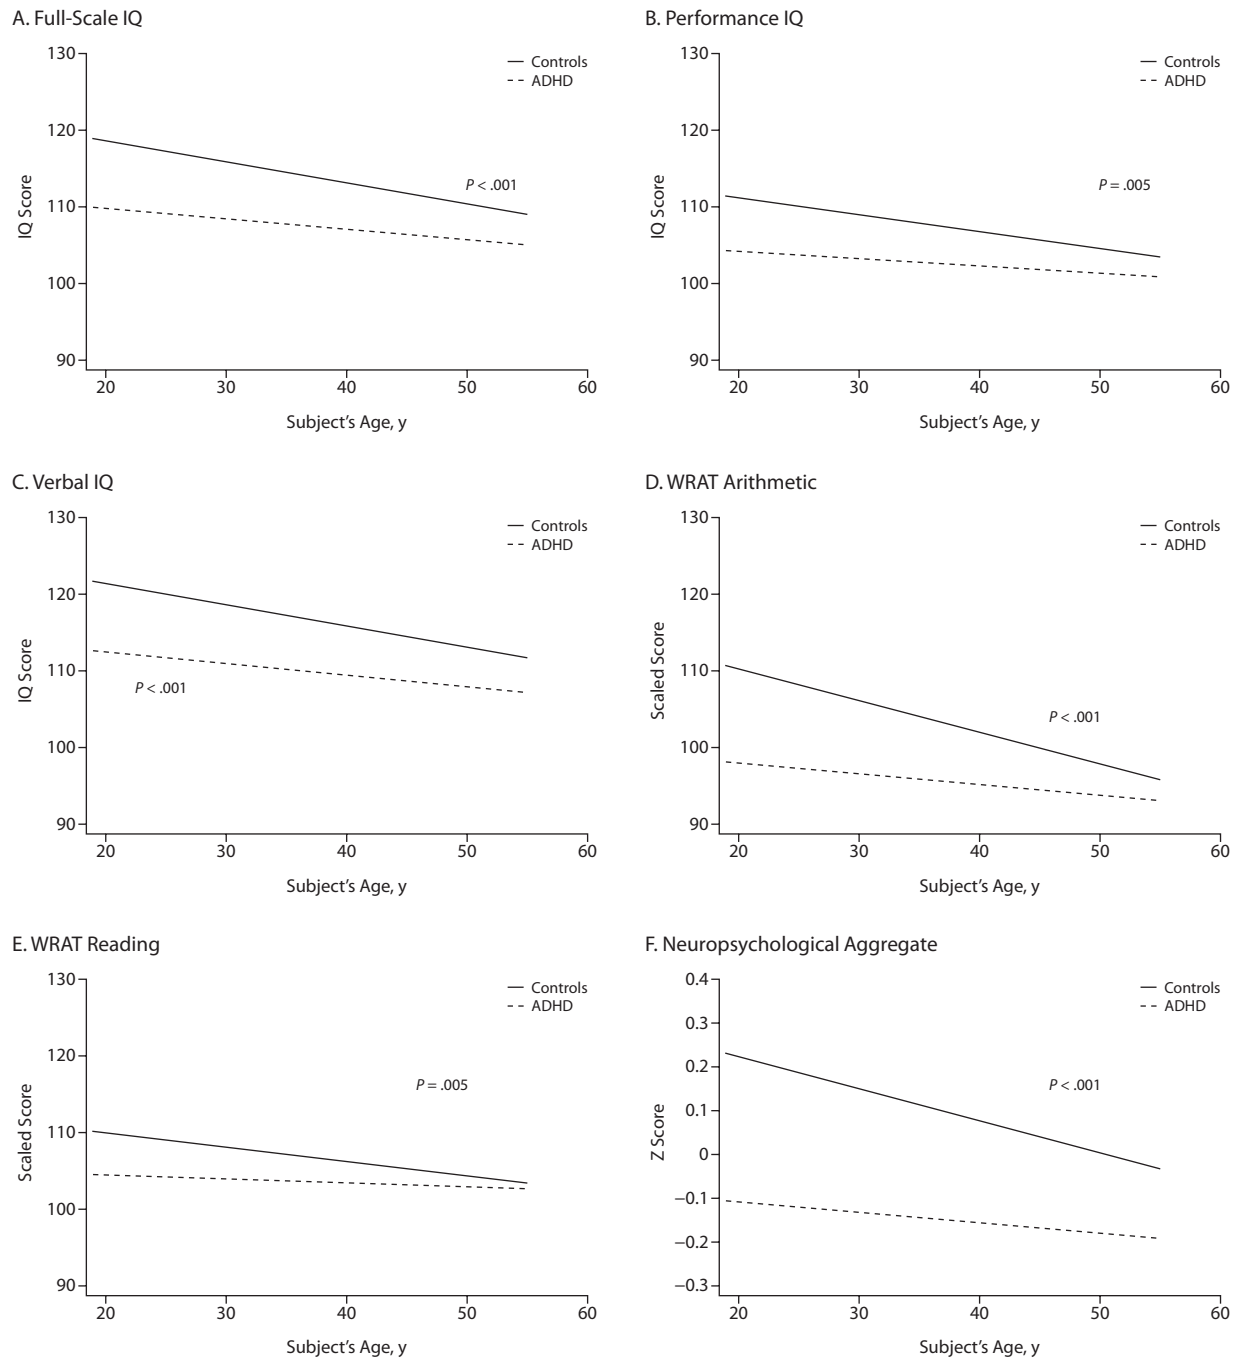 A. Full-Scale IQ
130
120
110
100
90
IQ Score
Controls
ADHD
P < .001
20 30 40 50 60
Subject's Age, y
B. Performance IQ
130
120
110
100
90
IQ Score
Controls
ADHD
P = .005
20 30 40 50 60
Subject's Age, y
C. Verbal IQ
130
120
110
100
90
IQ Score
Controls
ADHD
P < .001
20 30 40 50 60
Subject's Age, y
D. WRAT Arithmetic
130
120
110
100
90
Scaled Score
Controls
ADHD
P < .001
20 30 40 50 60
Subject's Age, y
E. WRAT Reading
130
120
110
100
90
Scaled Score
Controls
ADHD
P = .005
20 30 40 50 60
Subject's Age, y
F. Neuropsychological Aggregate
0.4
0.3
0.2
0.1
0
−0.1
−0.2
−0.3
Z Score
Controls
ADHD
P < .001
20 30 40 50 60
Subject's Age, y